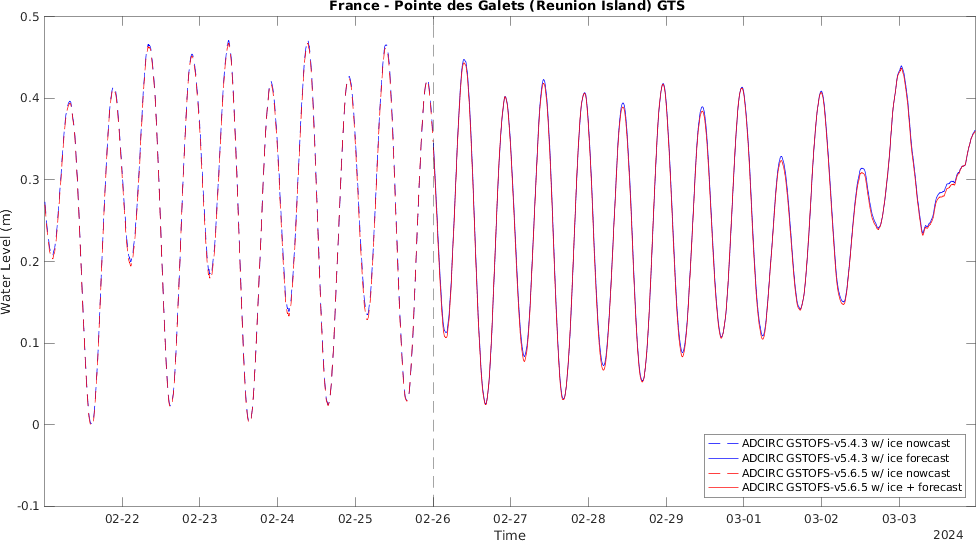 France - Pointe des Galets (Reunion Island) GTS
0.5
0.4
0.3
0.2
0.1
0
-0.1
Water Level (m)
ADCIRC GSTOFS-v5.4.3 w/ ice nowcast
ADCIRC GSTOFS-v5.4.3 w/ ice forecast
ADCIRC GSTOFS-v5.6.5 w/ ice nowcast
ADCIRC GSTOFS-v5.6.5 w/ ice + forecast
02-22 02-23 02-24 02-25 02-26 02-27 02-28 02-29 03-01 03-02 03-03
Time
2024